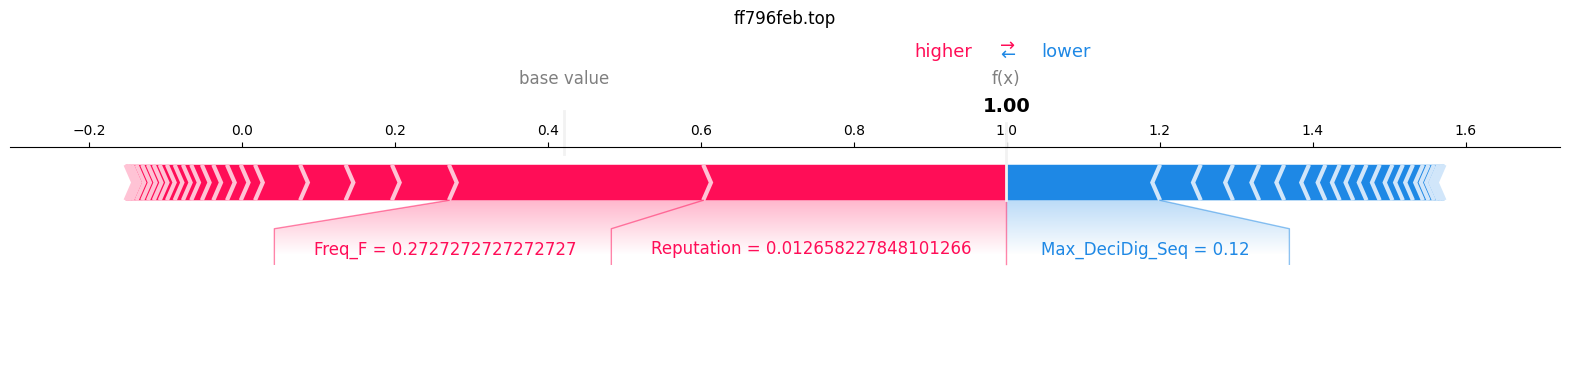 ff796feb.top
higher → ← lower
base value f(x)
1.00
−0.2 0.0 0.2 0.4 0.6 0.8 1.0 1.2 1.4 1.6
Freq_F = 0.2727272727272727 Reputation = 0.012658227848101266 Max_DeciDig_Seq = 0.12